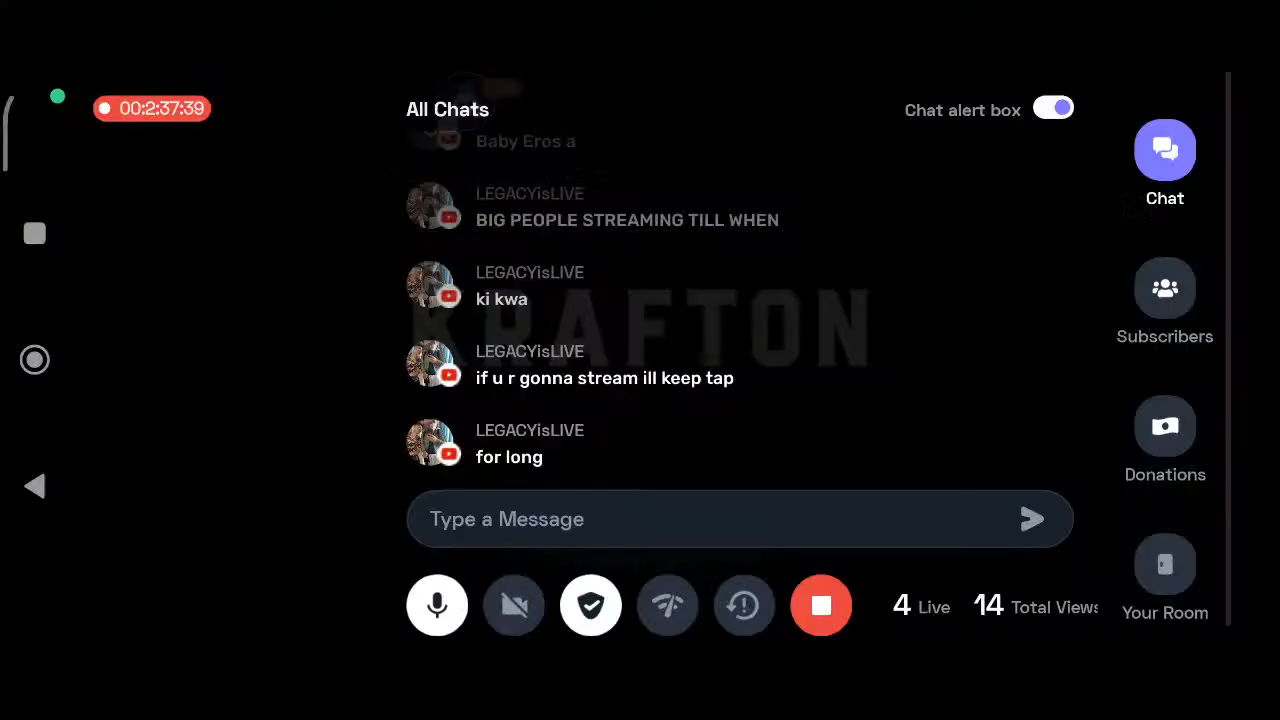 00:2:37:39
All Chats
Chat alert box
Baby Eros a
LEGACYisLIVE
BIG PEOPLE STREAMING TILL WHEN
LEGACYisLIVE
ki kwa
KRAFTON
LEGACYisLIVE
if u r gonna stream ill keep tap
LEGACYisLIVE
for long
Type a Message
4 Live 14 Total Views
Chat
Subscribers
Donations
Your Room